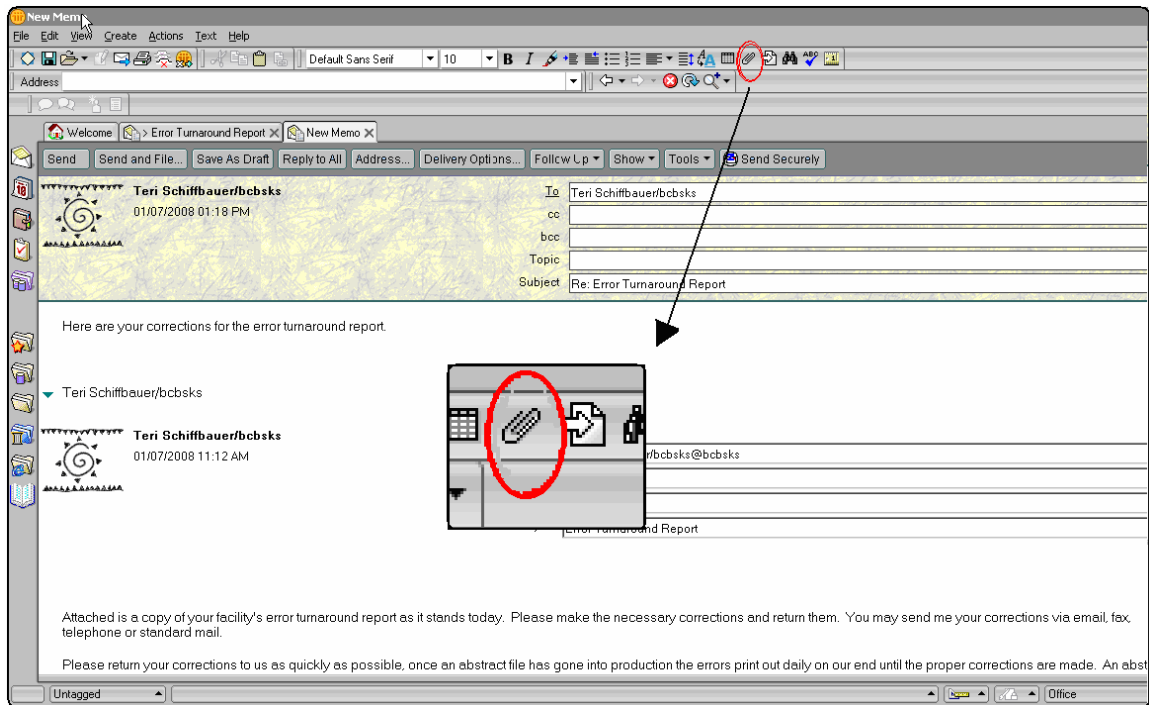 New Memo
File Edit View Create Actions Text Help
Default Sans Serif 10 B I
Address
Welcome > Error Turnaround Report New Memo
Send Send and File... Save As Draft Reply to All Address... Delivery Options... Follow Up Show Tools Send Securely
Teri Schiffbauer/bcbsks
01/07/2008 01:18 PM
To Teri Schiffbauer/bcbsks
cc
bcc
Topic
Subject Re: Error Turnaround Report
Here are your corrections for the error turnaround report.
Teri Schiffbauer/bcbsks
Teri Schiffbauer/bcbsks
01/07/2008 11:12 AM
r/bcbsks@bcbsks
Error Turnaround Report
Attached is a copy of your facility's error turnaround report as it stands today. Please make the necessary corrections and return them. You may send me your corrections via email, fax,
telephone or standard mail.
Please return your corrections to us as quickly as possible, once an abstract file has gone into production the errors print out daily on our end until the proper corrections are made. An abst
Untagged Office